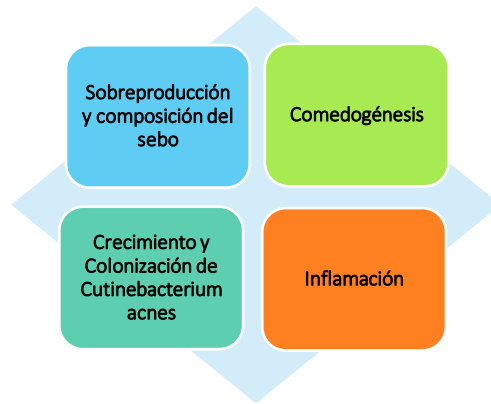 Sobreproducción
y composición del
sebo
Comedogénesis
Crecimiento y
Colonización de
Cutinebacterium
acnes
Inflamación